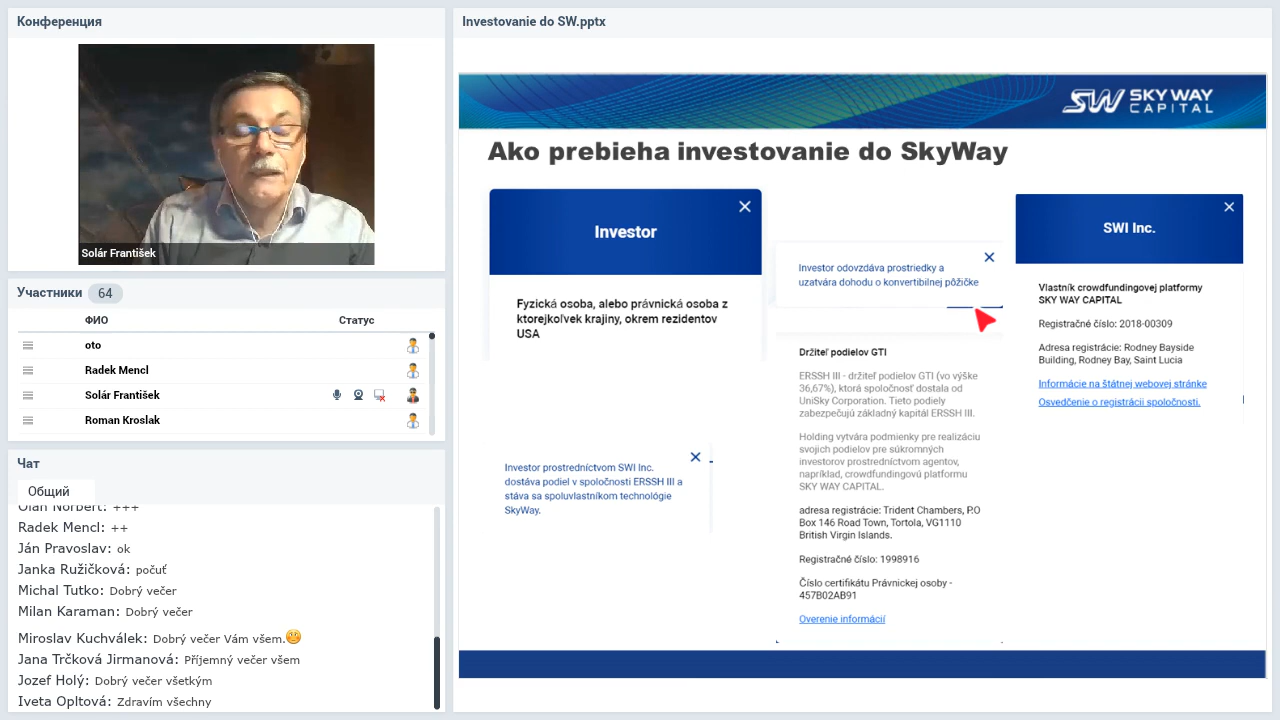 Конференция
Solár František
Участники 64
ФИО Статус
oto
Radek Mencl
Solár František
Roman Kroslak
Чат
Общий
Olah Norbert: +++
Radek Mencl: ++
Ján Pravoslav: ok
Janka Ružičková: počuť
Michal Tutko: Dobrý večer
Milan Karaman: Dobrý večer
Miroslav Kuchválek: Dobrý večer Vám všem.
Jana Trčková Jirmanová: Příjemný večer všem
Jozef Holý: Dobrý večer všetkým
Iveta Opltová: Zdravím všechny
Investovanie do SW.pptx
SW SKY WAY
CAPITAL
Ako prebieha investovanie do SkyWay
Investor
Fyzická osoba, alebo právnická osoba z
ktorejkoľvek krajiny, okrem rezidentov
USA
Investor prostredníctvom SWI Inc.
dostáva podiel v spoločnosti ERSSH III a
stáva sa spoluvlastníkom technológie
SkyWay.
Investor odovzdáva prostriedky a
uzatvára dohodu o konvertibilnej pôžičke
Držiteľ podielov GTI
ERSSH III - držiteľ podielov GTI (vo výške
36,67%), ktorá spoločnosť dostala od
UniSky Corporation. Tieto podiely
zabezpečujú základný kapitál ERSSH III.
Holding vytvára podmienky pre realizáciu
svojich podielov pre súkromných
investorov prostredníctvom agentov,
napríklad, crowdfundingovú platformu
SKY WAY CAPITAL.
adresa registrácie: Trident Chambers, P.O
Box 146 Road Town, Tortola, VG1110
British Virgin Islands.
Registračné číslo: 1998916
Číslo certifikátu Právnickej osoby -
457B02AB91
Overenie informácií
SWI Inc.
Vlastník crowdfundingovej platformy
SKY WAY CAPITAL
Registračné číslo: 2018-00309
Adresa registrácie: Rodney Bayside
Building, Rodney Bay, Saint Lucia
Informácie na štátnej webovej stránke
Osvedčenie o registrácii spoločnosti.